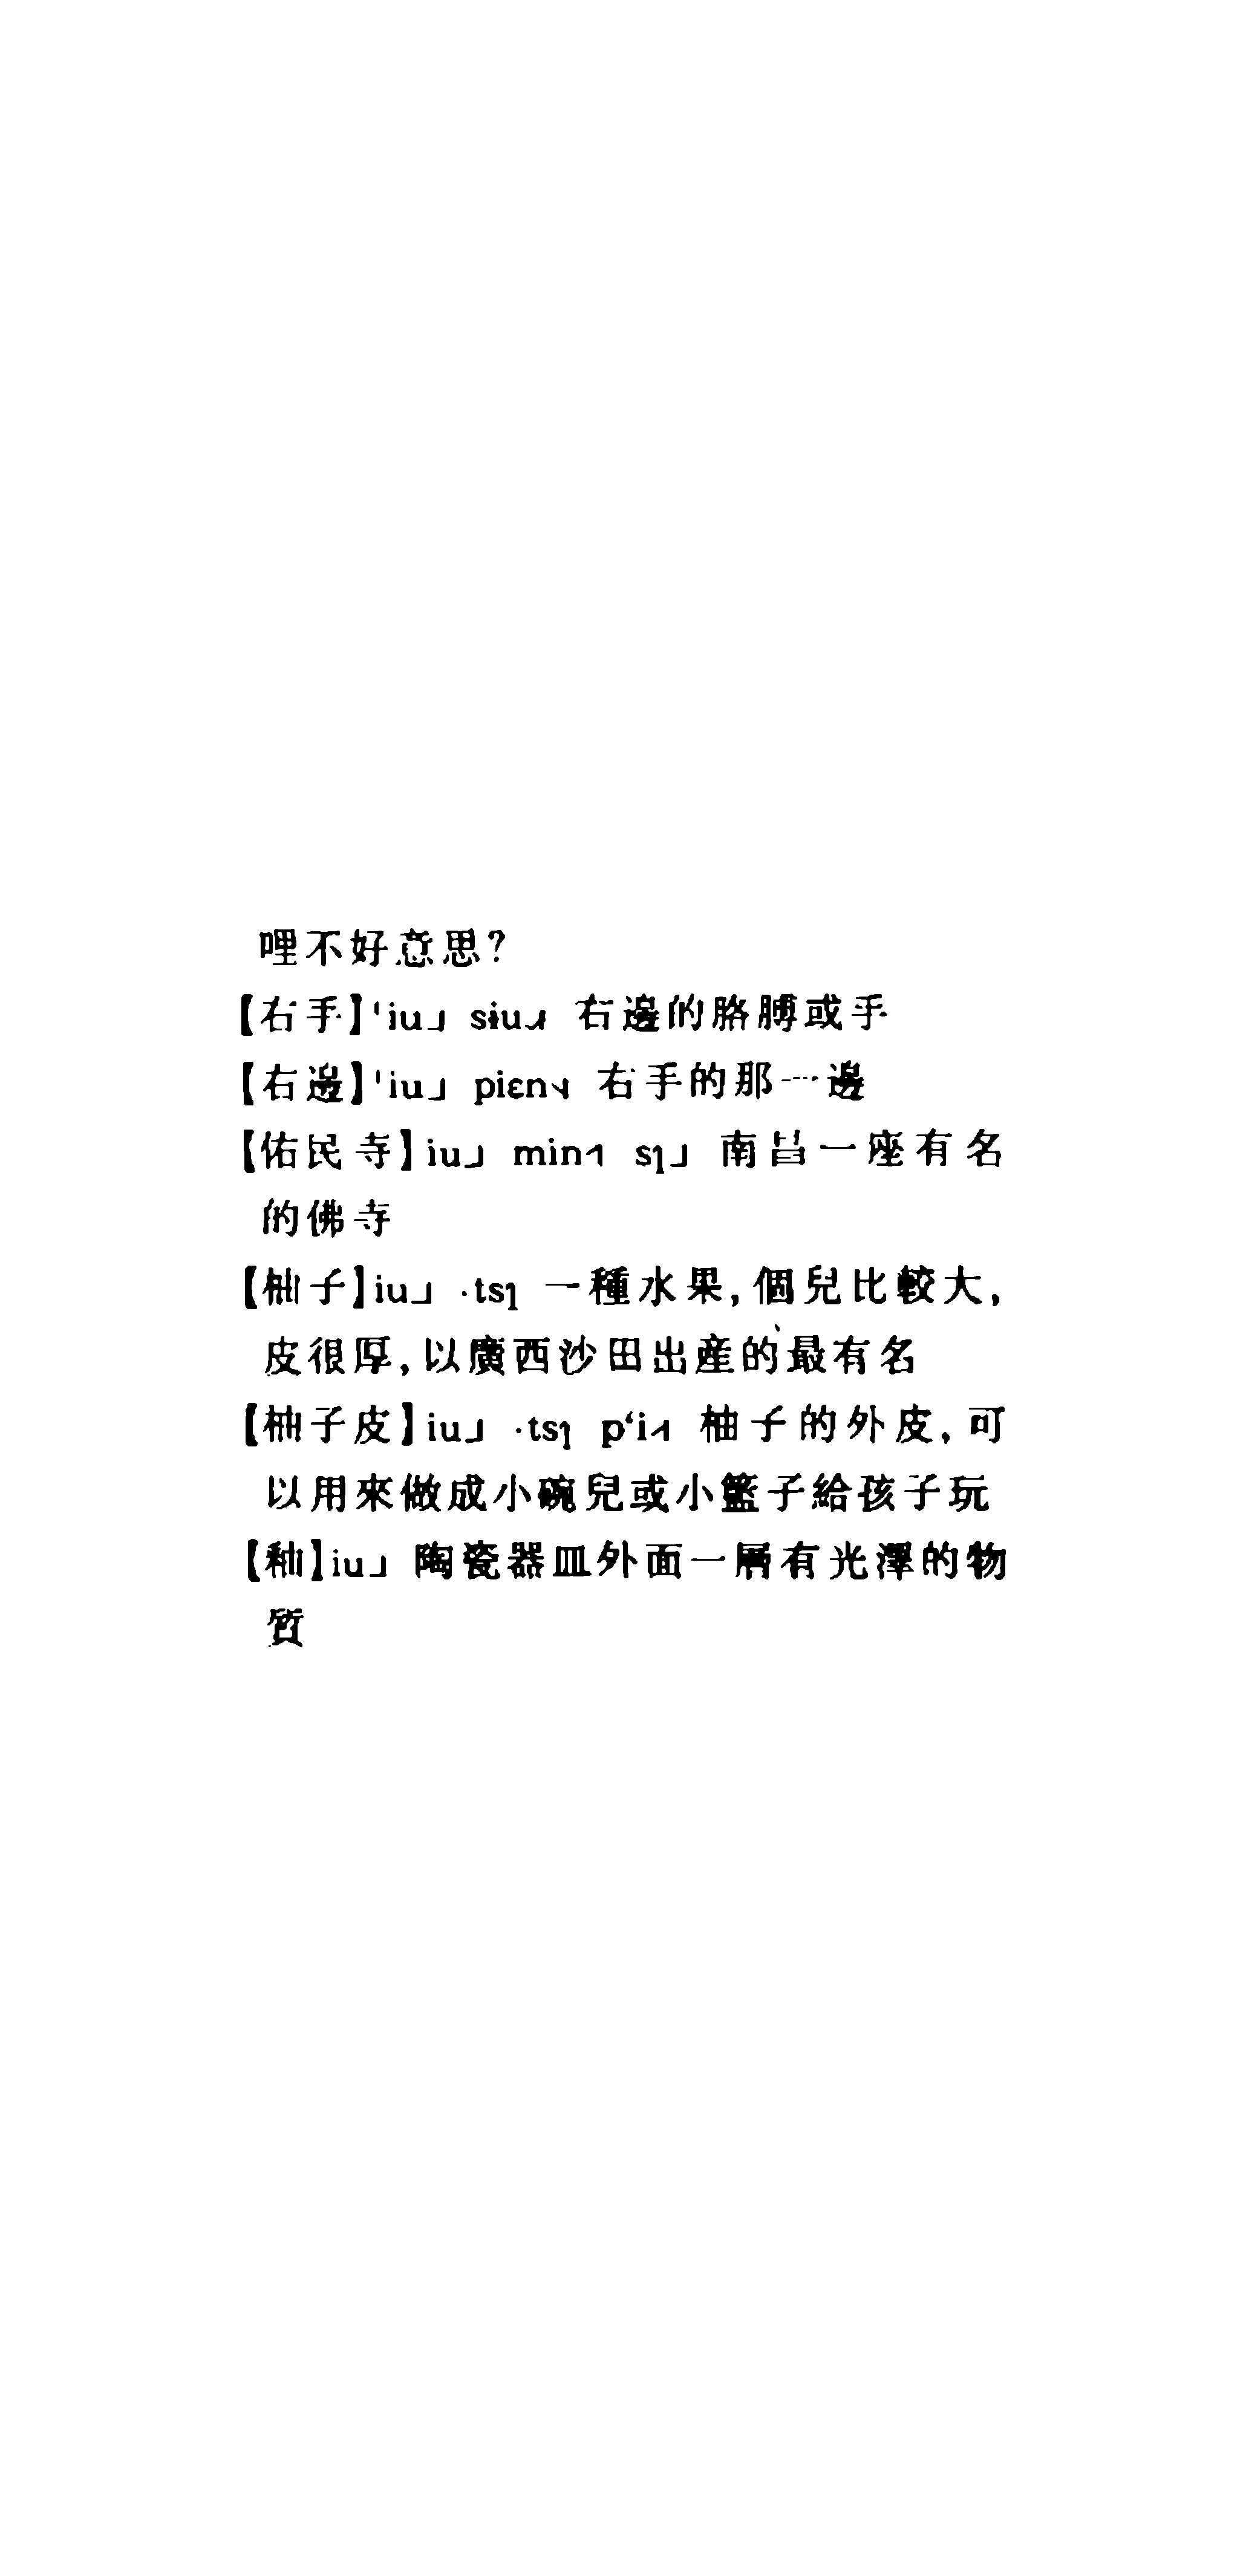 哩不好意思?
【右手】ˈiu˩ sɨu˨˩˧ 右邊的胳膊或手
【右邊】ˈiu˩ piɛn˦˨ 右手的那一邊
【佑民寺】iu˩ min˧˥ sɿ˩ 南昌一座有名
的佛寺
【柚子】iu˩ ·tsɿ 一種水果,個兒比較大,
皮很厚,以廣西沙田出産的最有名
【柚子皮】iu˩ ·tsɿ pʻi˨˦ 柚子的外皮,可
以用來做成小碗兒或小籃子給孩子玩
【釉】iu˩ 陶瓷器皿外面一層有光澤的物
質